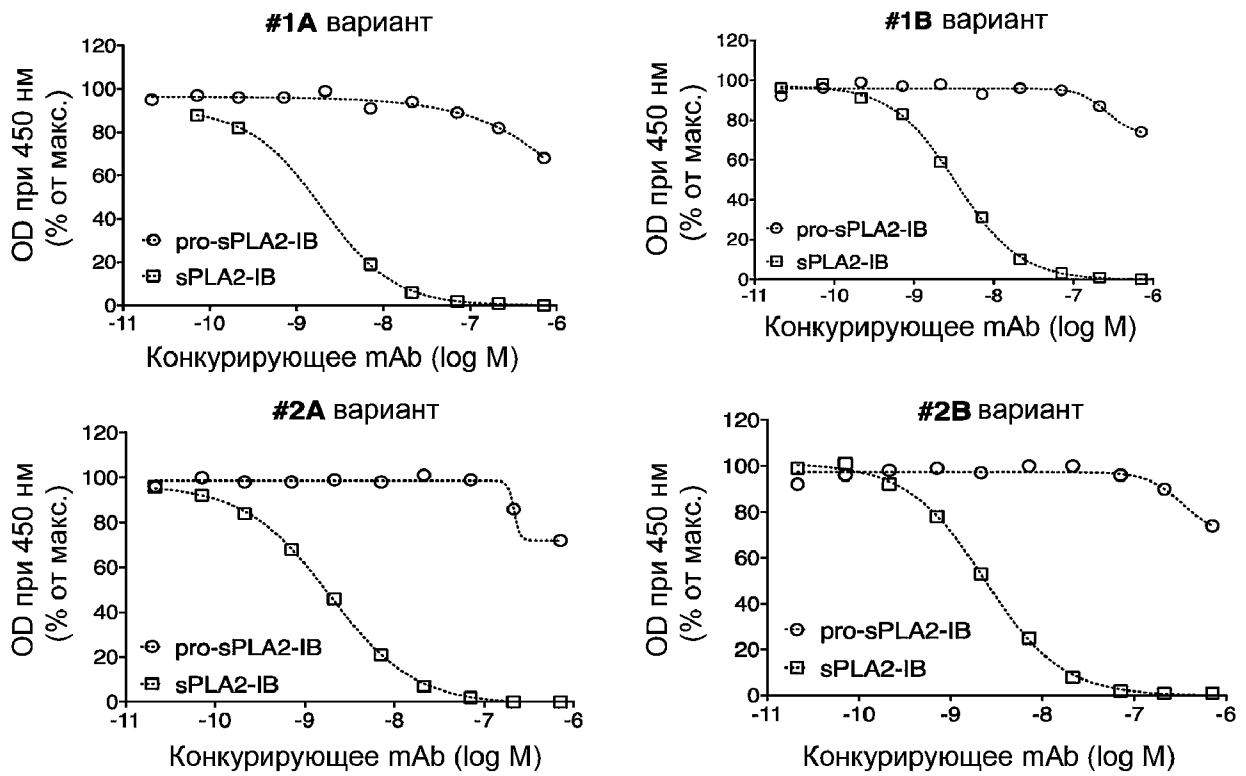 #1A вариант
OD при 450 нм
(% от макс.)
120
100
80
60
40
20
0
pro-sPLA2-IB
sPLA2-IB
-11 -10 -9 -8 -7 -6
Конкурирующее mAb (log M)
#1B вариант
OD при 450 нм
(% от макс.)
120
100
80
60
40
20
0
pro-sPLA2-IB
sPLA2-IB
-11 -10 -9 -8 -7 -6
Конкурирующее mAb (log M)
#2A вариант
OD при 450 нм
(% от макс.)
120
100
80
60
40
20
0
pro-sPLA2-IB
sPLA2-IB
-11 -10 -9 -8 -7 -6
Конкурирующее mAb (log M)
#2B вариант
OD при 450 нм
(% от макс.)
120
100
80
60
40
20
0
pro-sPLA2-IB
sPLA2-IB
-11 -10 -9 -8 -7 -6
Конкурирующее mAb (log M)